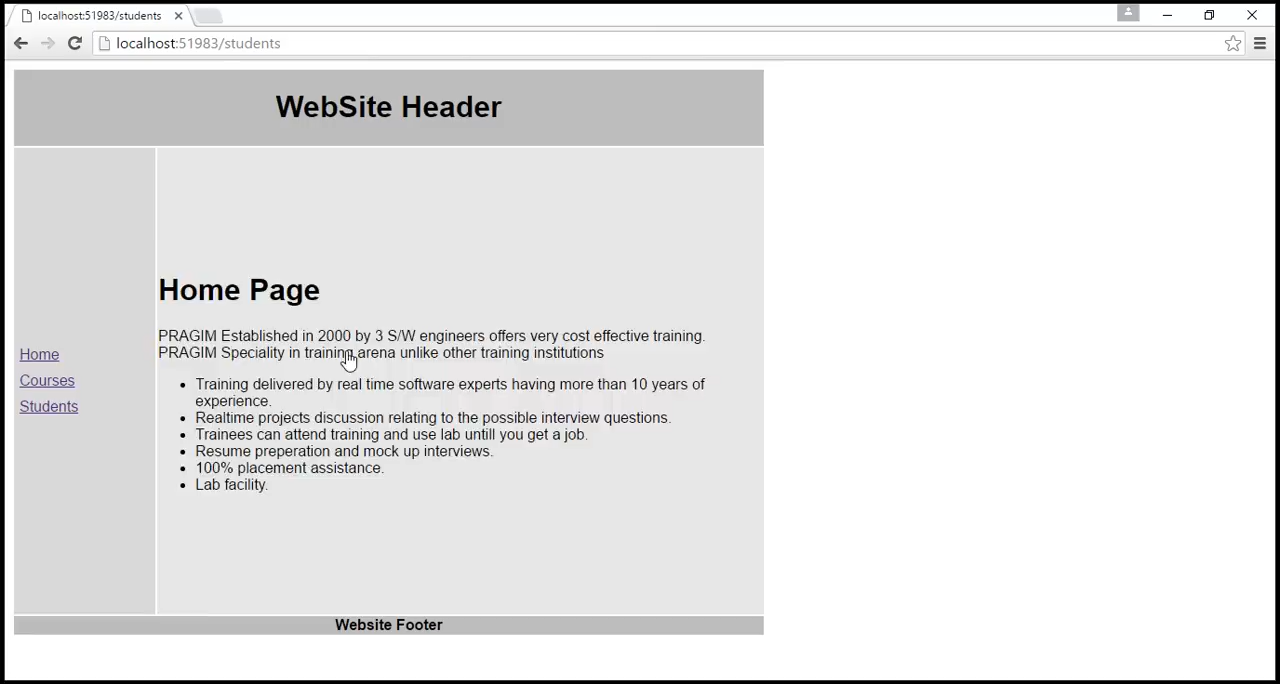 localhost:51983/students
localhost:51983/students
WebSite Header
Home Page
PRAGIM Established in 2000 by 3 S/W engineers offers very cost effective training.
PRAGIM Speciality in training arena unlike other training institutions
Home
Courses
Students
Training delivered by real time software experts having more than 10 years of
experience.
Realtime projects discussion relating to the possible interview questions.
Trainees can attend training and use lab untill you get a job.
Resume preperation and mock up interviews.
100% placement assistance.
Lab facility.
Website Footer